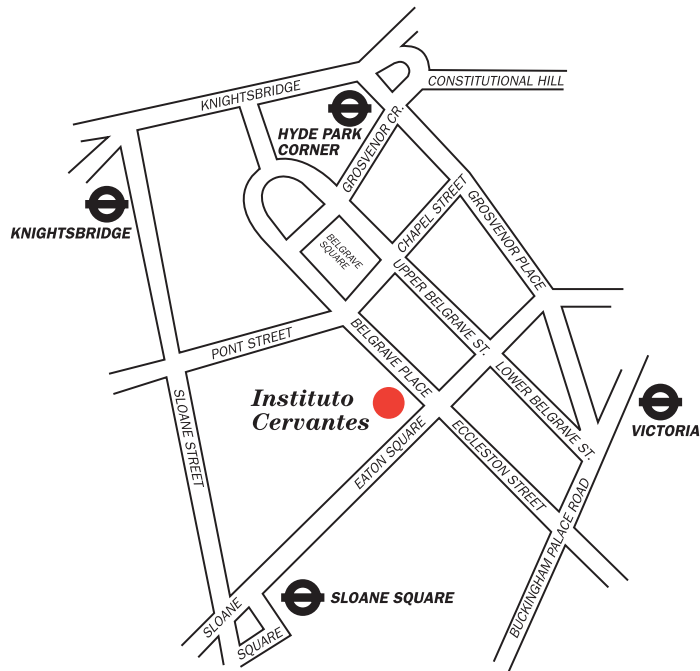 CONSTITUTIONAL HILL
KNIGHTSBRIDGE
HYDE PARK
CORNER
GROSVENOR CR.
KNIGHTSBRIDGE
CHAPEL STREET
GROSVENOR PLACE
BELGRAVE
SQUARE
UPPER BELGRAVE ST.
PONT STREET
BELGRAVE PLACE
LOWER BELGRAVE ST.
Instituto
Cervantes
VICTORIA
SLOANE STREET
EATON SQUARE
ECCLESTON STREET
BUCKINGHAM PALACE ROAD
SLOANE SQUARE
SLOANE
SQUARE